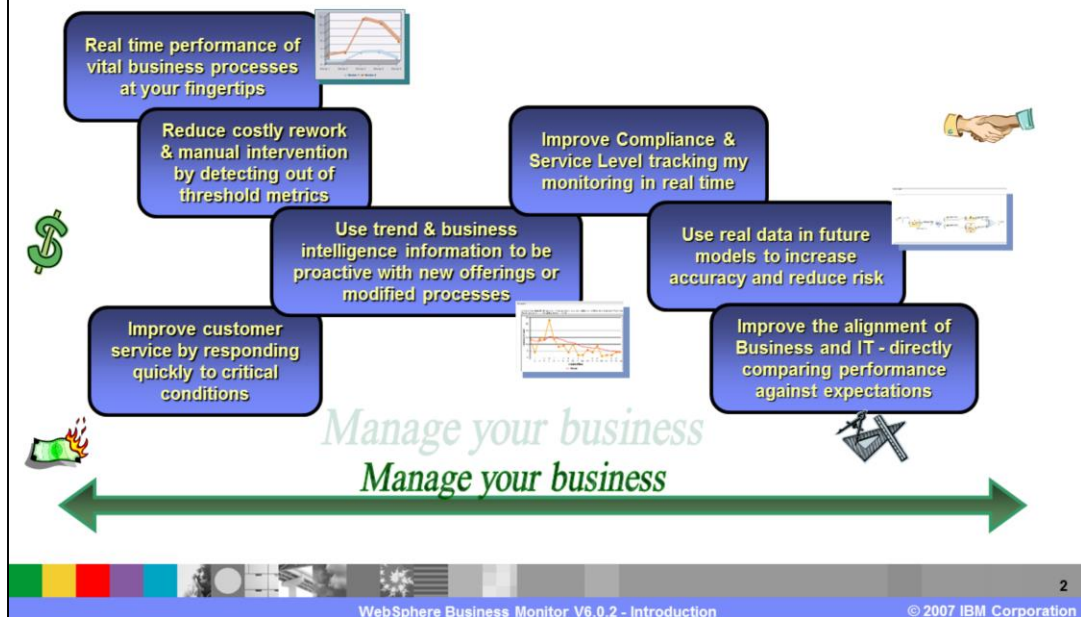 Real time performance of
vital business processes
at your fingertips
Reduce costly rework
& manual intervention
by detecting out of
threshold metrics
Use trend & business
intelligence information to be
proactive with new offerings or
modified processes
Improve customer
service by responding
quickly to critical
conditions
Improve Compliance &
Service Level tracking my
monitoring in real time
Use real data in future
models to increase
accuracy and reduce risk
Improve the alignment of
Business and IT - directly
comparing performance
against expectations
Manage your business
Manage your business
2
WebSphere Business Monitor V6.0.2 - Introduction
© 2007 IBM Corporation